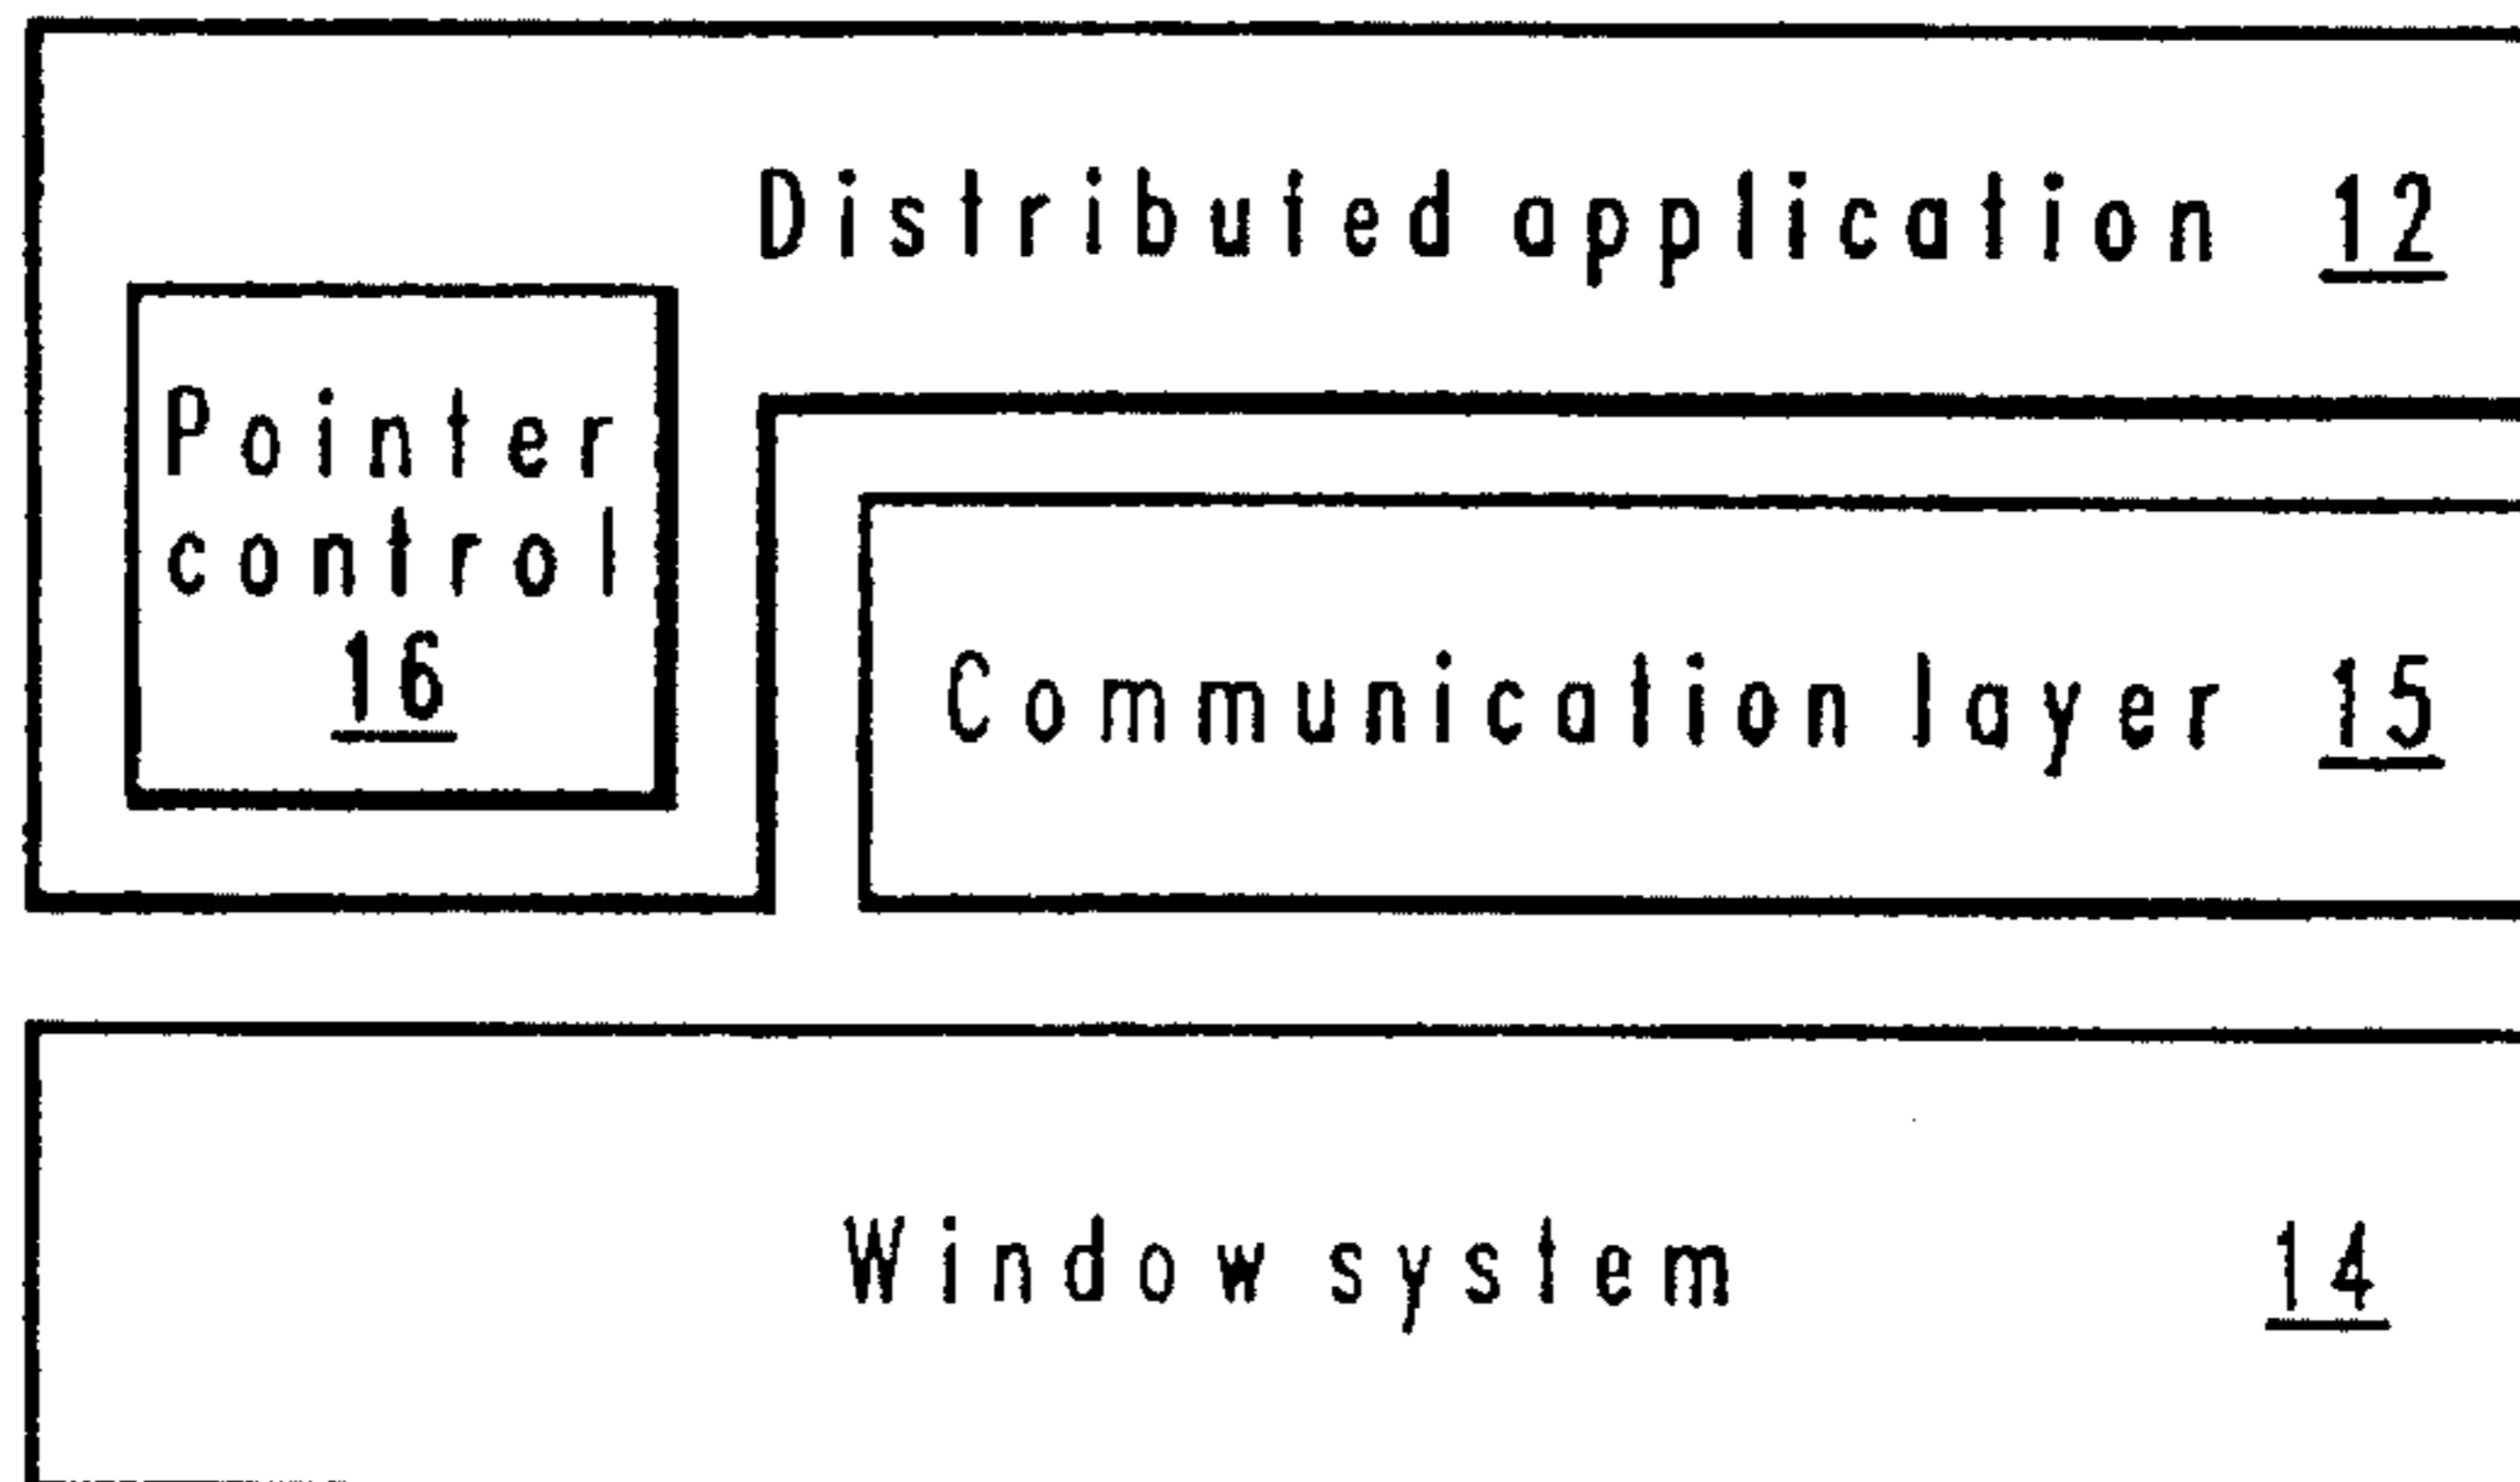 Distributed application 12
Pointer
control
16
Communication layer 15
Window system 14